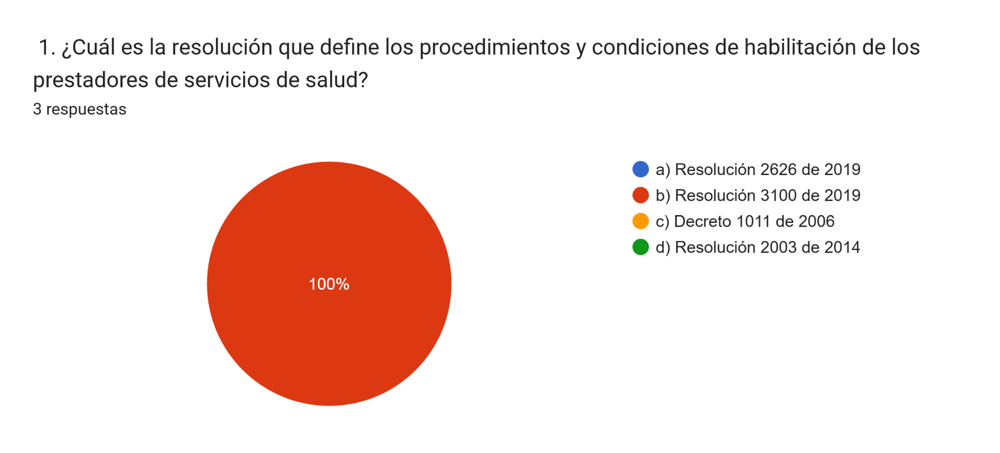 1. ¿Cuál es la resolución que define los procedimientos y condiciones de habilitación de los
prestadores de servicios de salud?
3 respuestas
100%
a) Resolución 2626 de 2019
b) Resolución 3100 de 2019
c) Decreto 1011 de 2006
d) Resolución 2003 de 2014